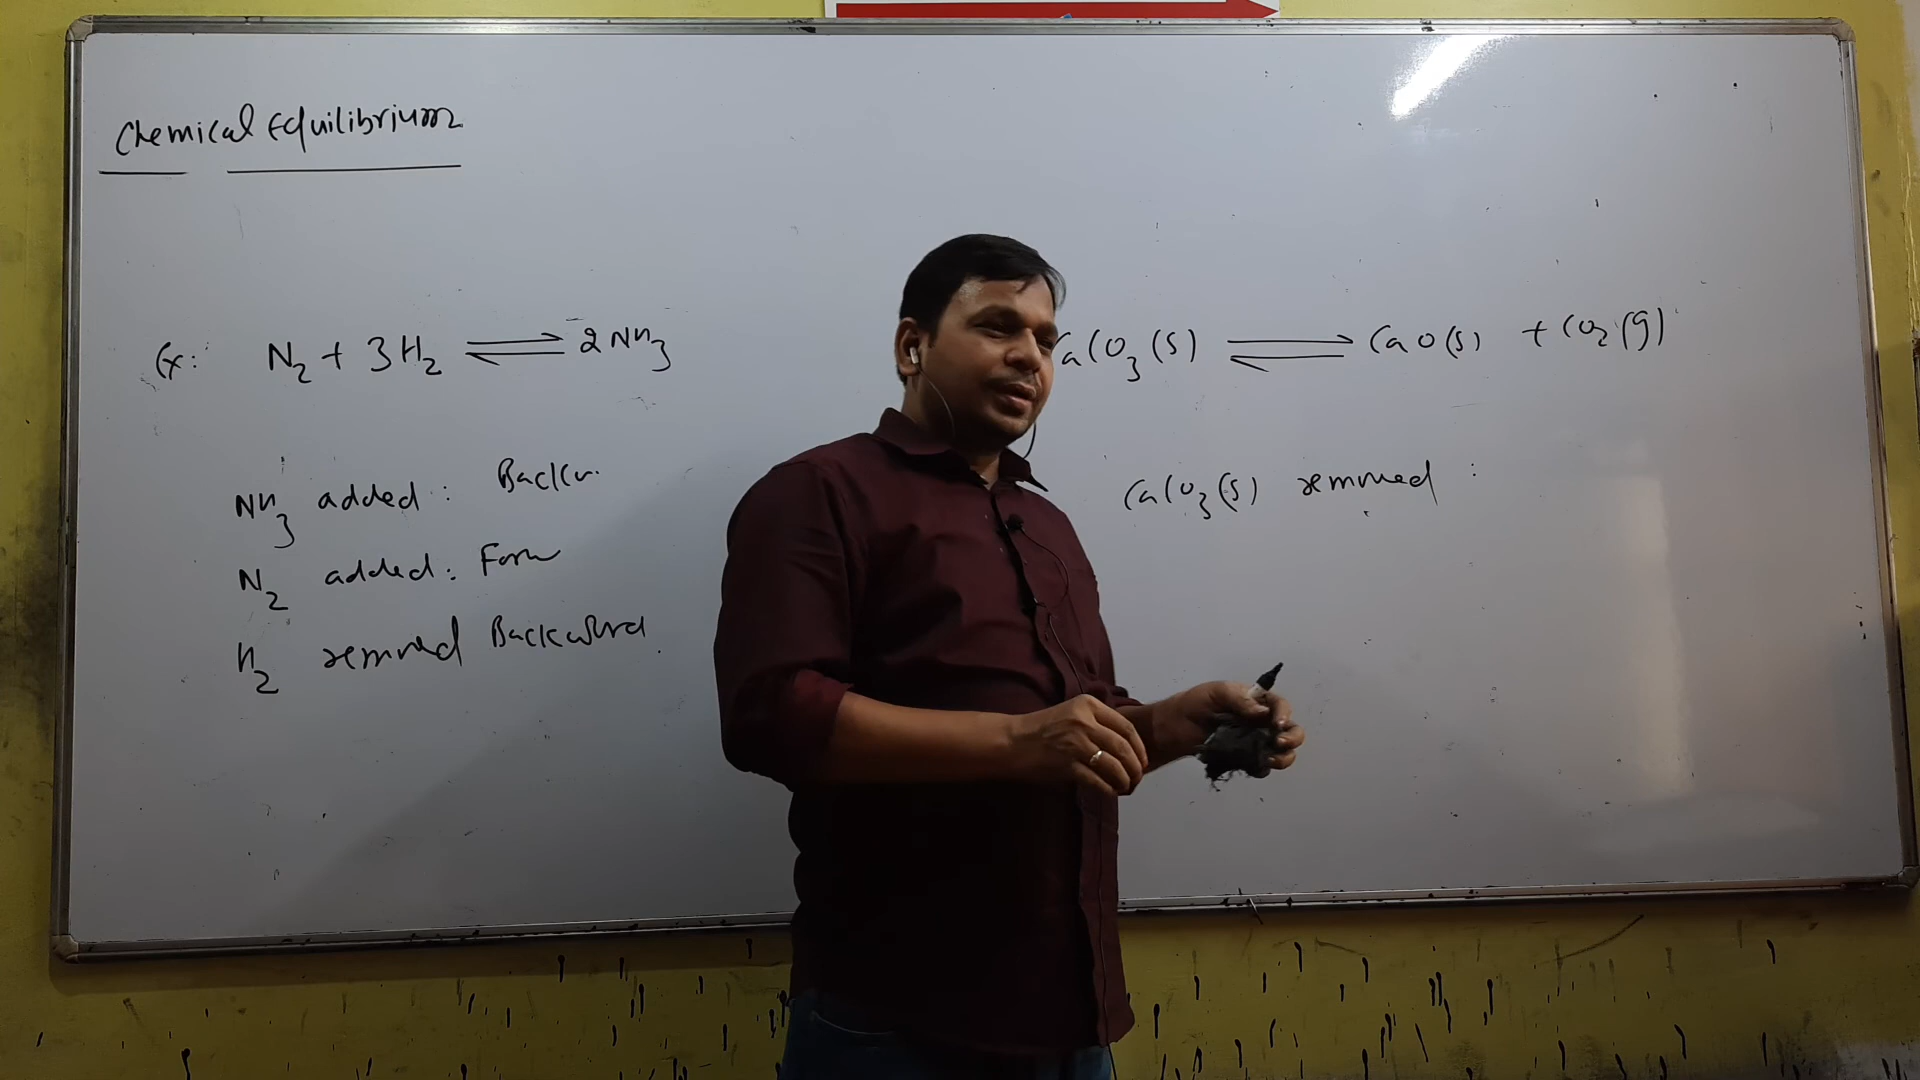 Chemical Equilibrium
Ex: N2 + 3H2 ⇌ 2NH3
NH3 added: Backw.
N2 added: Forw
H2 removed Backward.
aCO3(s) ⇌ CaO(s) + CO2(g)
CaCO3(s) removed: